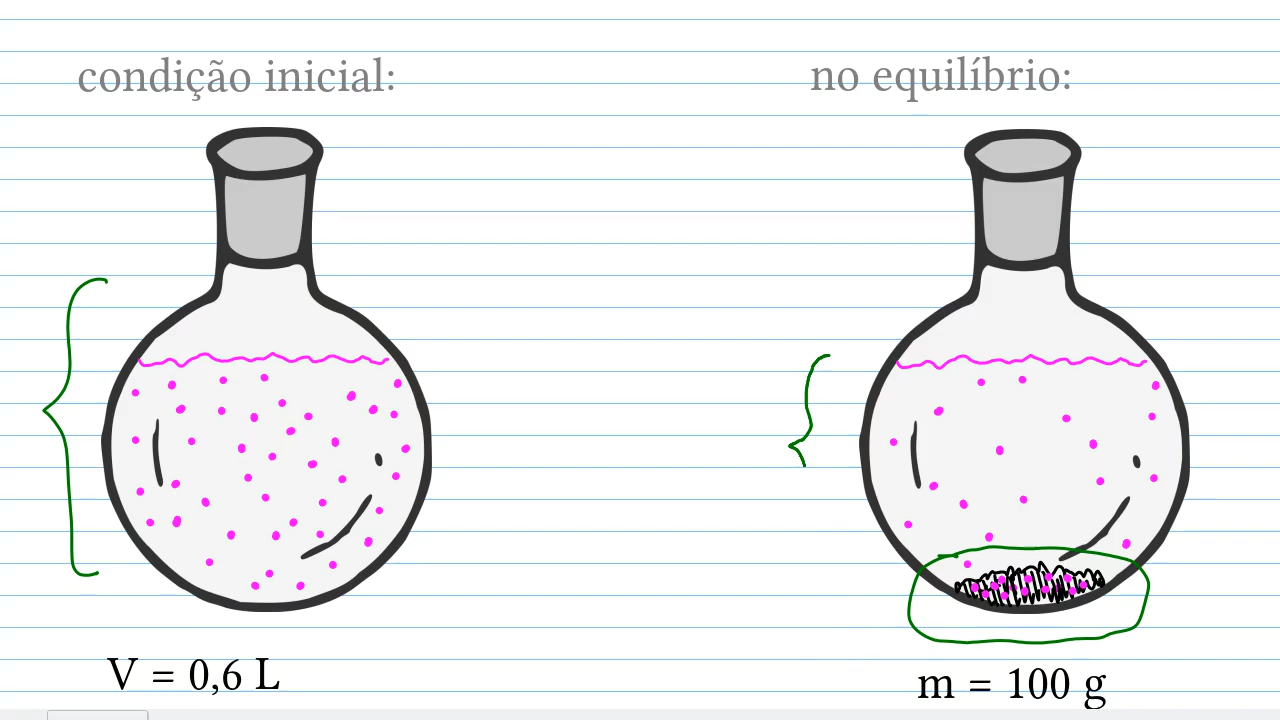 condição inicial:
no equilíbrio:
V = 0,6 L
m = 100 g